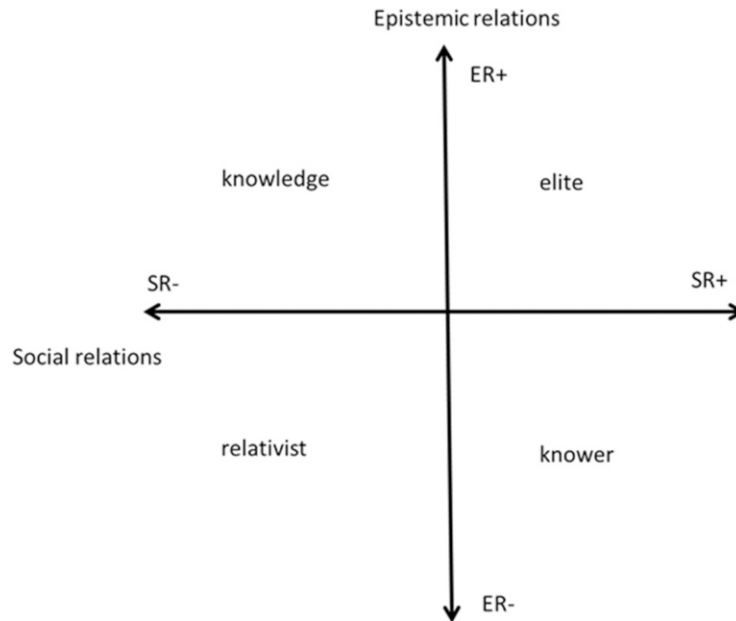 Epistemic relations
ER+
knowledge
elite
SR-
SR+
Social relations
relativist
knower
ER-